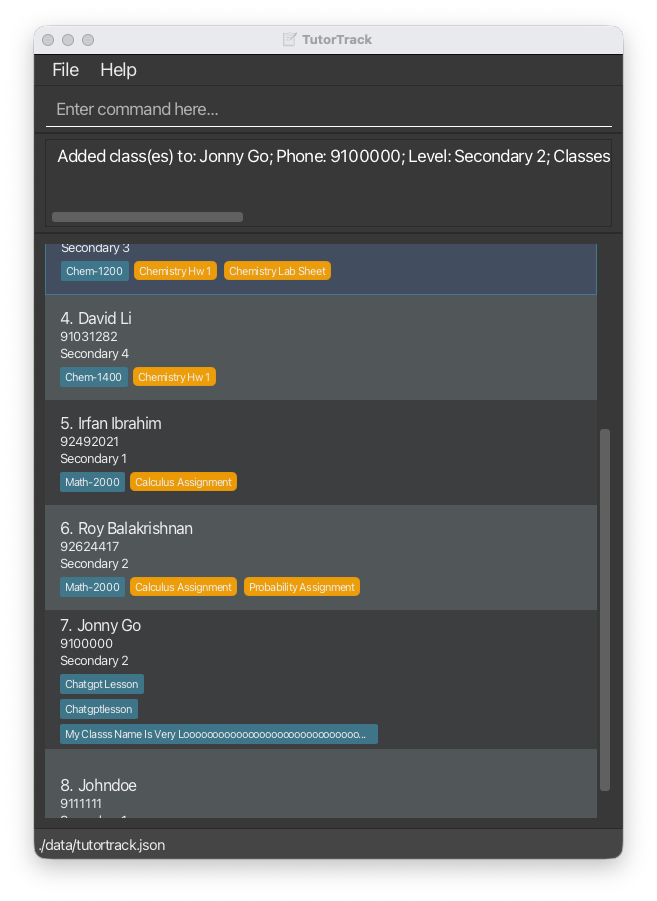 TutorTrack
File Help
Enter command here...
Added class(es) to: Jonny Go; Phone: 9100000; Level: Secondary 2; Classes
Secondary 3
Chem-1200 Chemistry Hw 1 Chemistry Lab Sheet
4. David Li
91031282
Secondary 4
Chem-1400 Chemistry Hw 1
5. Irfan Ibrahim
92492021
Secondary 1
Math-2000 Calculus Assignment
6. Roy Balakrishnan
92624417
Secondary 2
Math-2000 Calculus Assignment Probability Assignment
7. Jonny Go
9100000
Secondary 2
Chatgpt Lesson
Chatgptlesson
My Classs Name Is Very Looooooooooooooooooooooooooooooo...
8. Johndoe
9111111
./data/tutortrack.json